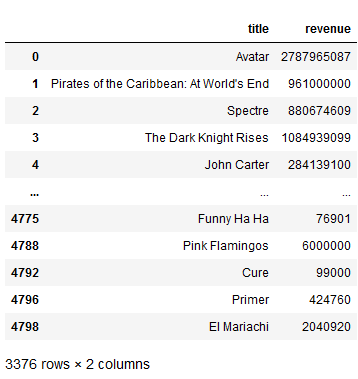 title revenue
0 Avatar 2787965087
1 Pirates of the Caribbean: At World's End 961000000
2 Spectre 880674609
3 The Dark Knight Rises 1084939099
4 John Carter 284139100
... ... ...
4775 Funny Ha Ha 76901
4788 Pink Flamingos 6000000
4792 Cure 99000
4796 Primer 424760
4798 El Mariachi 2040920
3376 rows × 2 columns